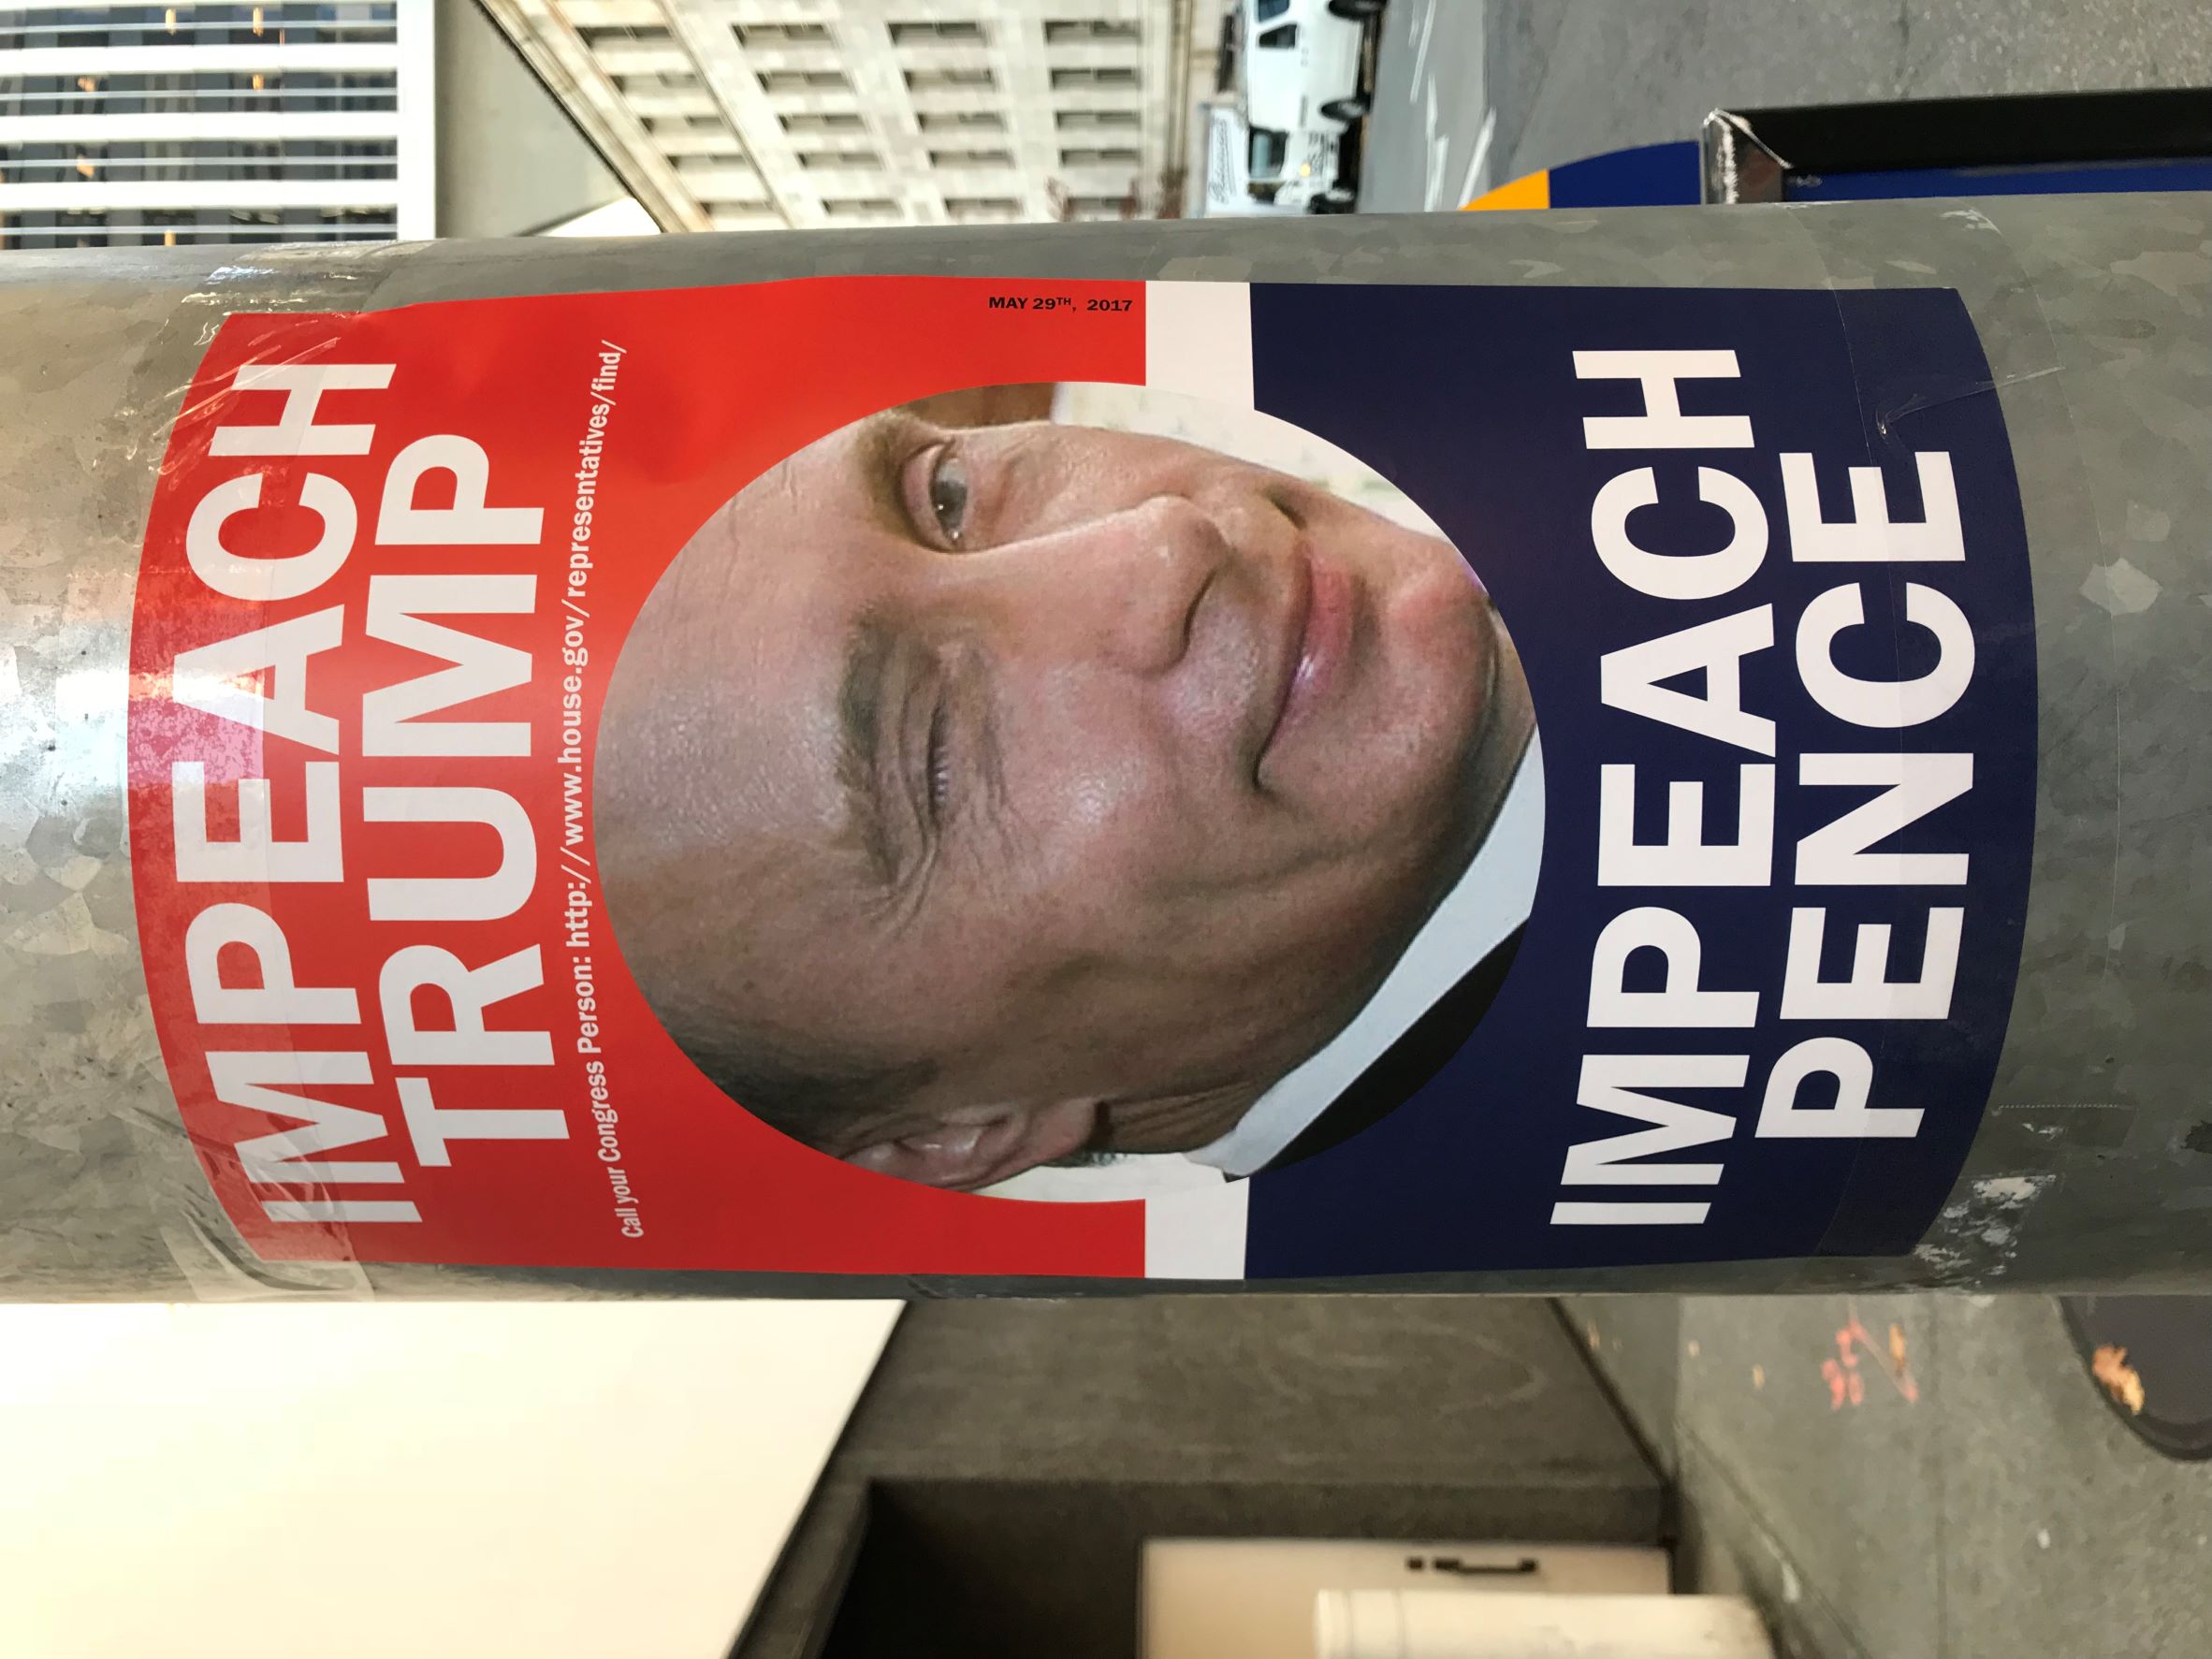 IMPEACH
TRUMP
Call your Congress Person: http://www.house.gov/representatives/find/
MAY 29TH, 2017
IMPEACH
PENCE